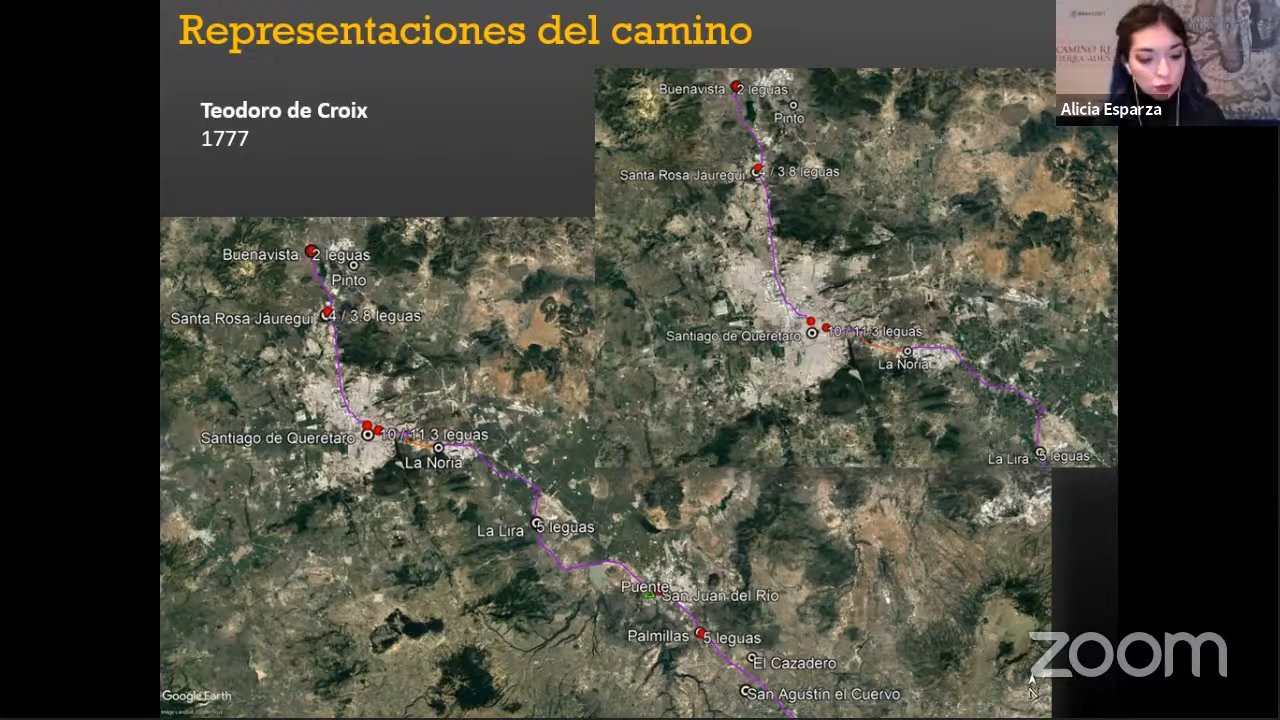 Representaciones del camino
Teodoro de Croix
1777
Alicia Esparza
CAMINO RE
Buenavista 2 leguas
Pinto
Santa Rosa Jáuregui 4 / 3.8 leguas
Santiago de Querétaro 10 / 11.3 leguas
La Noria
La Lira 5 leguas
Buenavista 2 leguas
Pinto
Santa Rosa Jáuregui 4 / 3.8 leguas
Santiago de Querétaro 10 / 11.3 leguas
La Noria
La Lira 5 leguas
Puente
San Juan del Río
Palmillas 5 leguas
El Cazadero
San Agustín el Cuervo
Google Earth
N
zoom